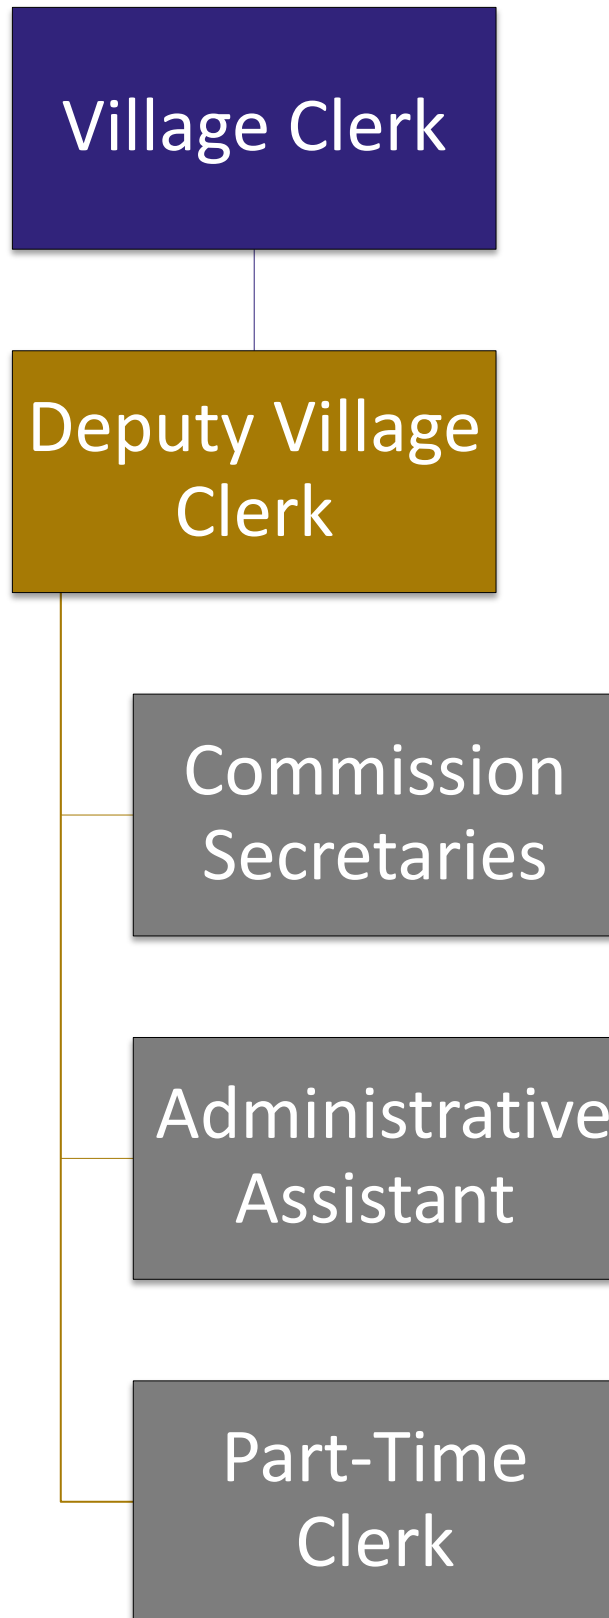 Village Clerk
Deputy Village
Clerk
Commission
Secretaries
Administrative
Assistant
Part-Time
Clerk